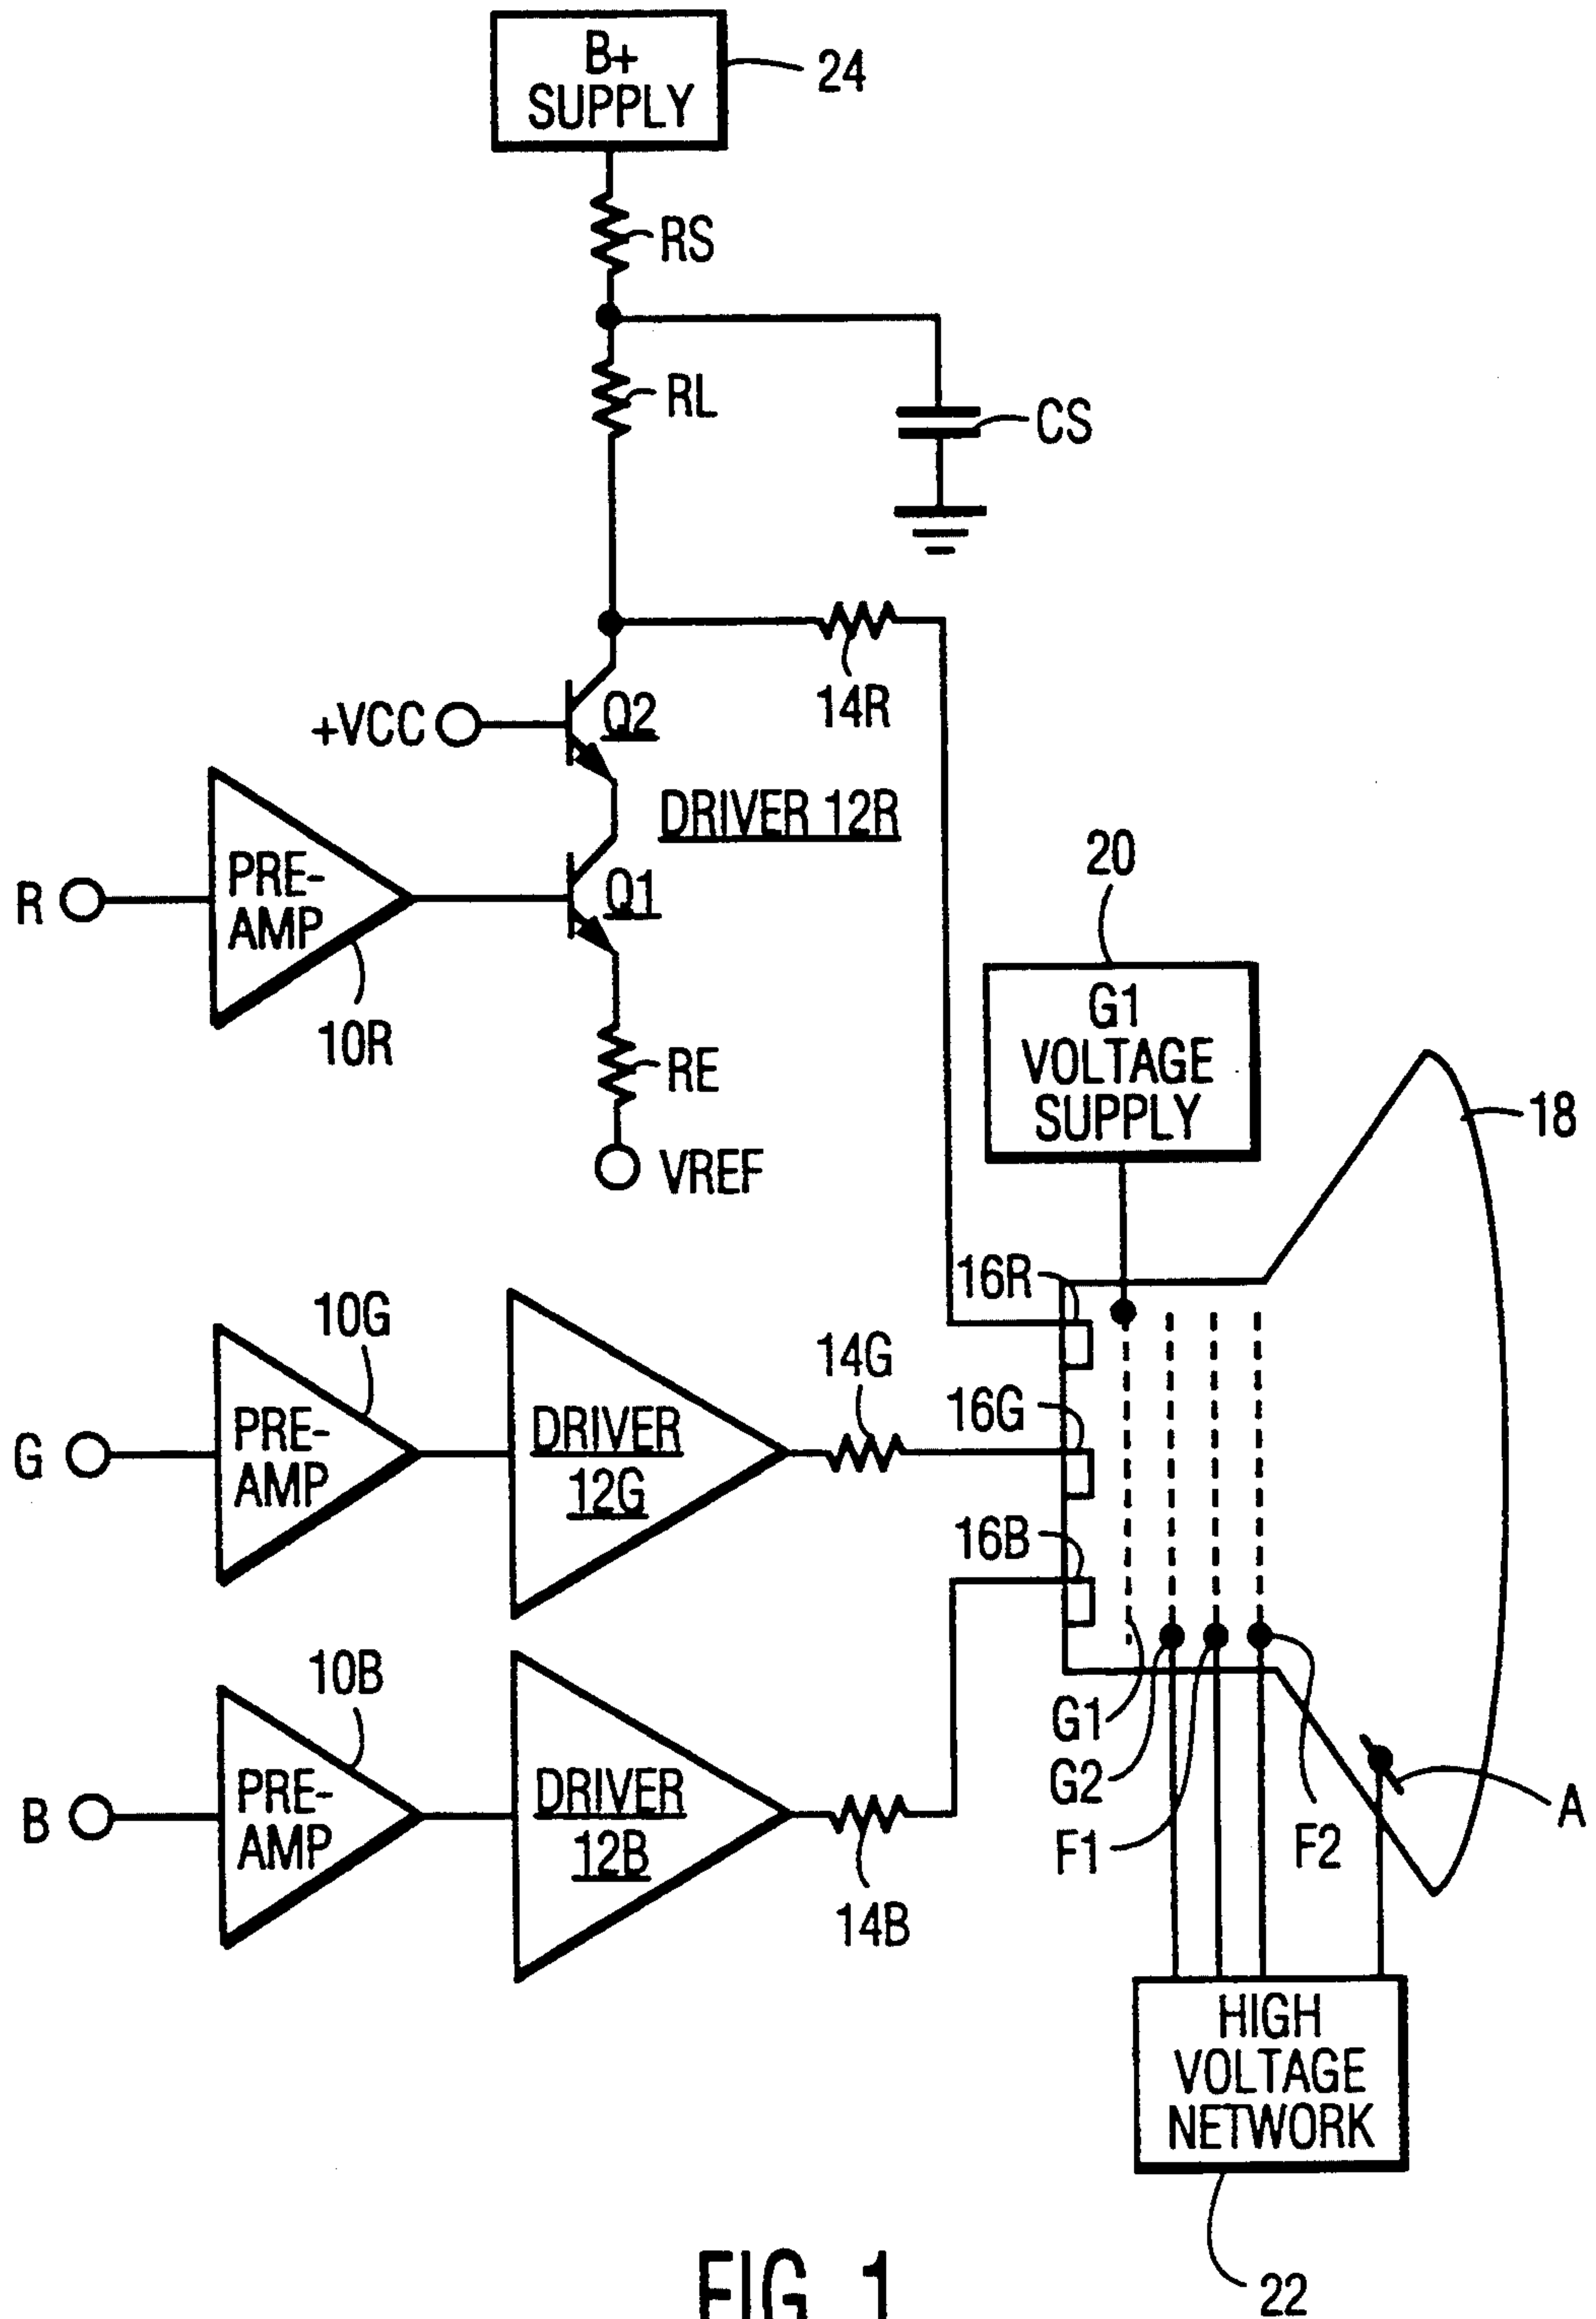 B+
SUPPLY
24
RS
RL
CS
14R
+VCC
Q2
DRIVER 12R
R
PRE-
AMP
10R
Q1
RE
VREF
20
G1
VOLTAGE
SUPPLY
18
16R
10G
G
PRE-
AMP
DRIVER
12G
14G
16G
16B
10B
B
PRE-
AMP
DRIVER
12B
14B
G1
G2
F1
F2
A
HIGH
VOLTAGE
NETWORK
22
FIG. 1